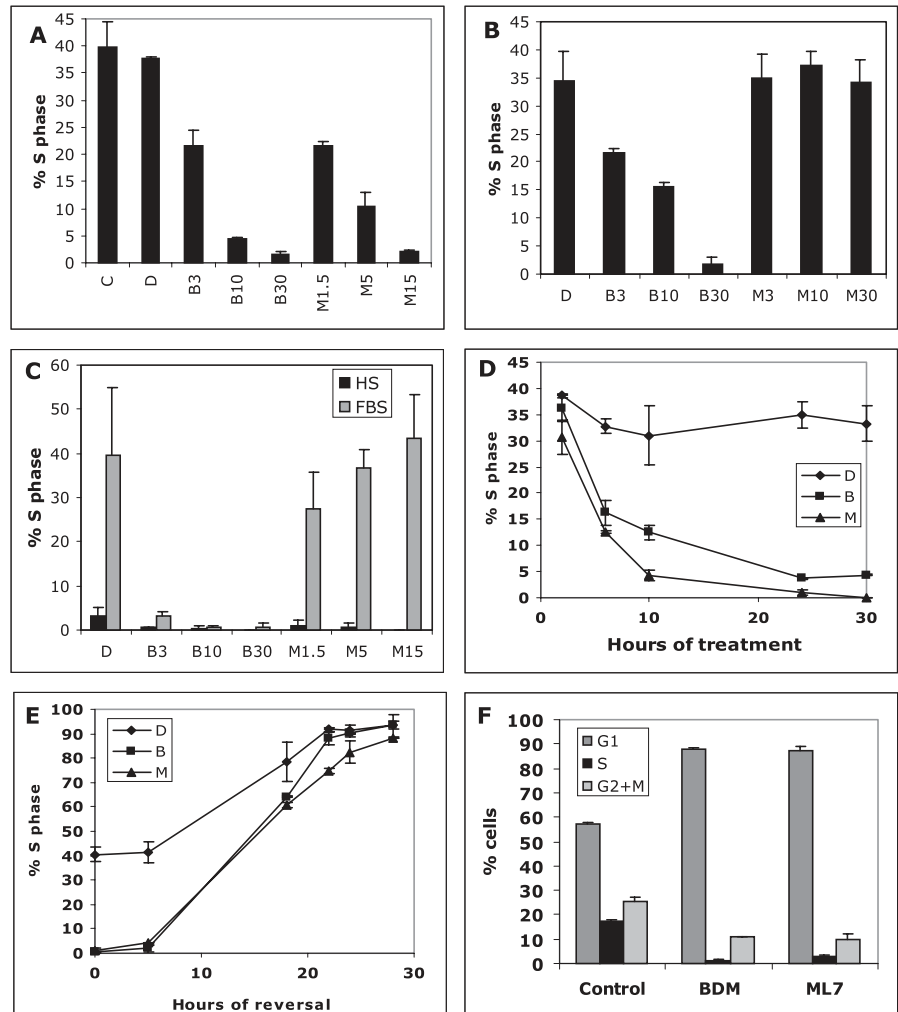 A
% S phase
45
40
35
30
25
20
15
10
5
0
C D B3 B10 B30 M1.5 M5 M15
B
% S phase
45
40
35
30
25
20
15
10
5
0
D B3 B10 B30 M3 M10 M30
C
% S phase
60
50
40
30
20
10
0
HS
FBS
D B3 B10 B30 M1.5 M5 M15
D
% S phase
45
40
35
30
25
20
15
10
5
0
D
B
M
0 10 20 30
Hours of treatment
E
% S phase
100
90
80
70
60
50
40
30
20
10
0
D
B
M
0 10 20 30
Hours of reversal
F
% cells
100
90
80
70
60
50
40
30
20
10
0
G1
S
G2+M
Control BDM ML7